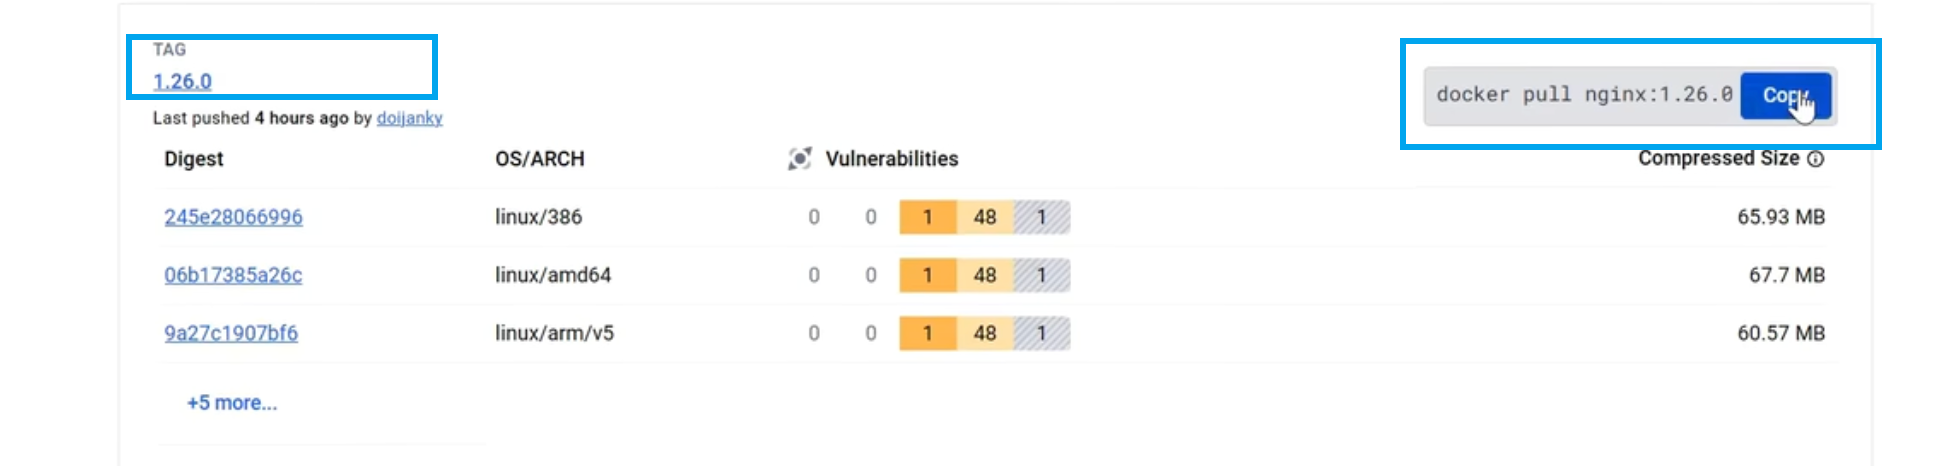 TAG
1.26.0
docker pull nginx:1.26.0 Copy
Last pushed 4 hours ago by doijanky
Digest OS/ARCH Vulnerabilities Compressed Size
245e28066996 linux/386 0 0 1 48 1 65.93 MB
06b17385a26c linux/amd64 0 0 1 48 1 67.7 MB
9a27c1907bf6 linux/arm/v5 0 0 1 48 1 60.57 MB
+5 more...